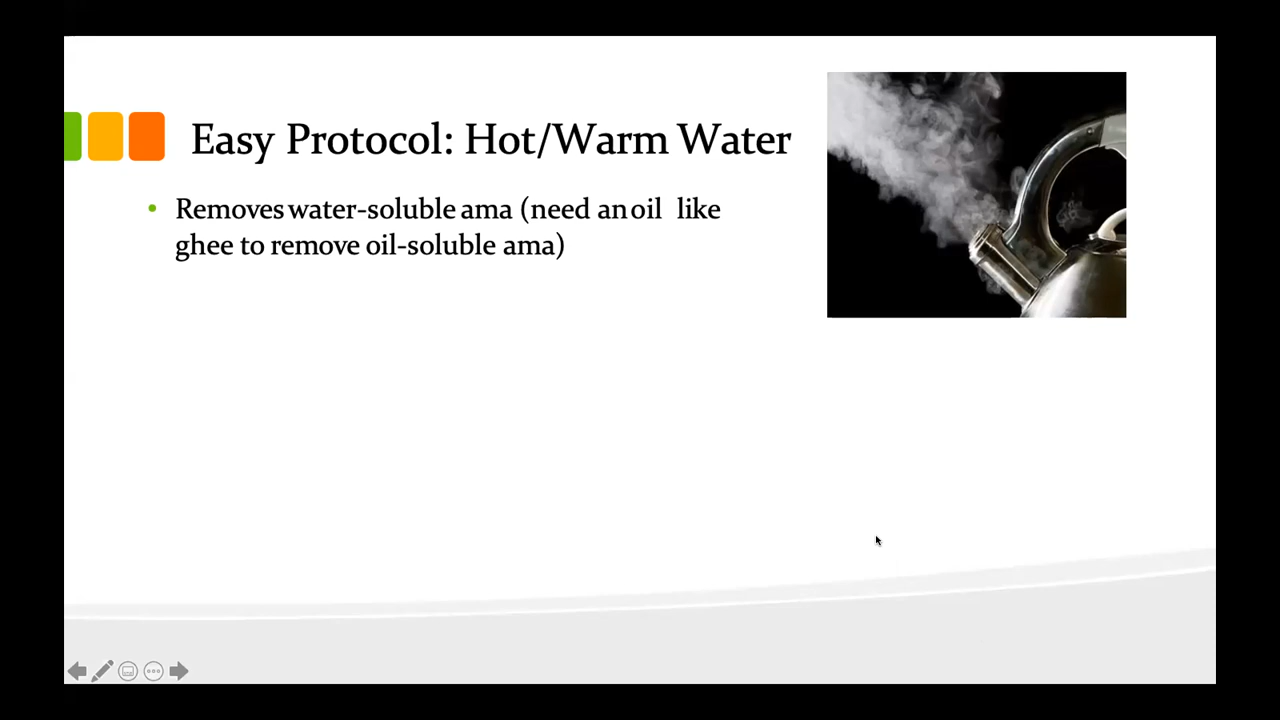 Easy Protocol: Hot/Warm Water
• Removes water-soluble ama (need an oil like
ghee to remove oil-soluble ama)